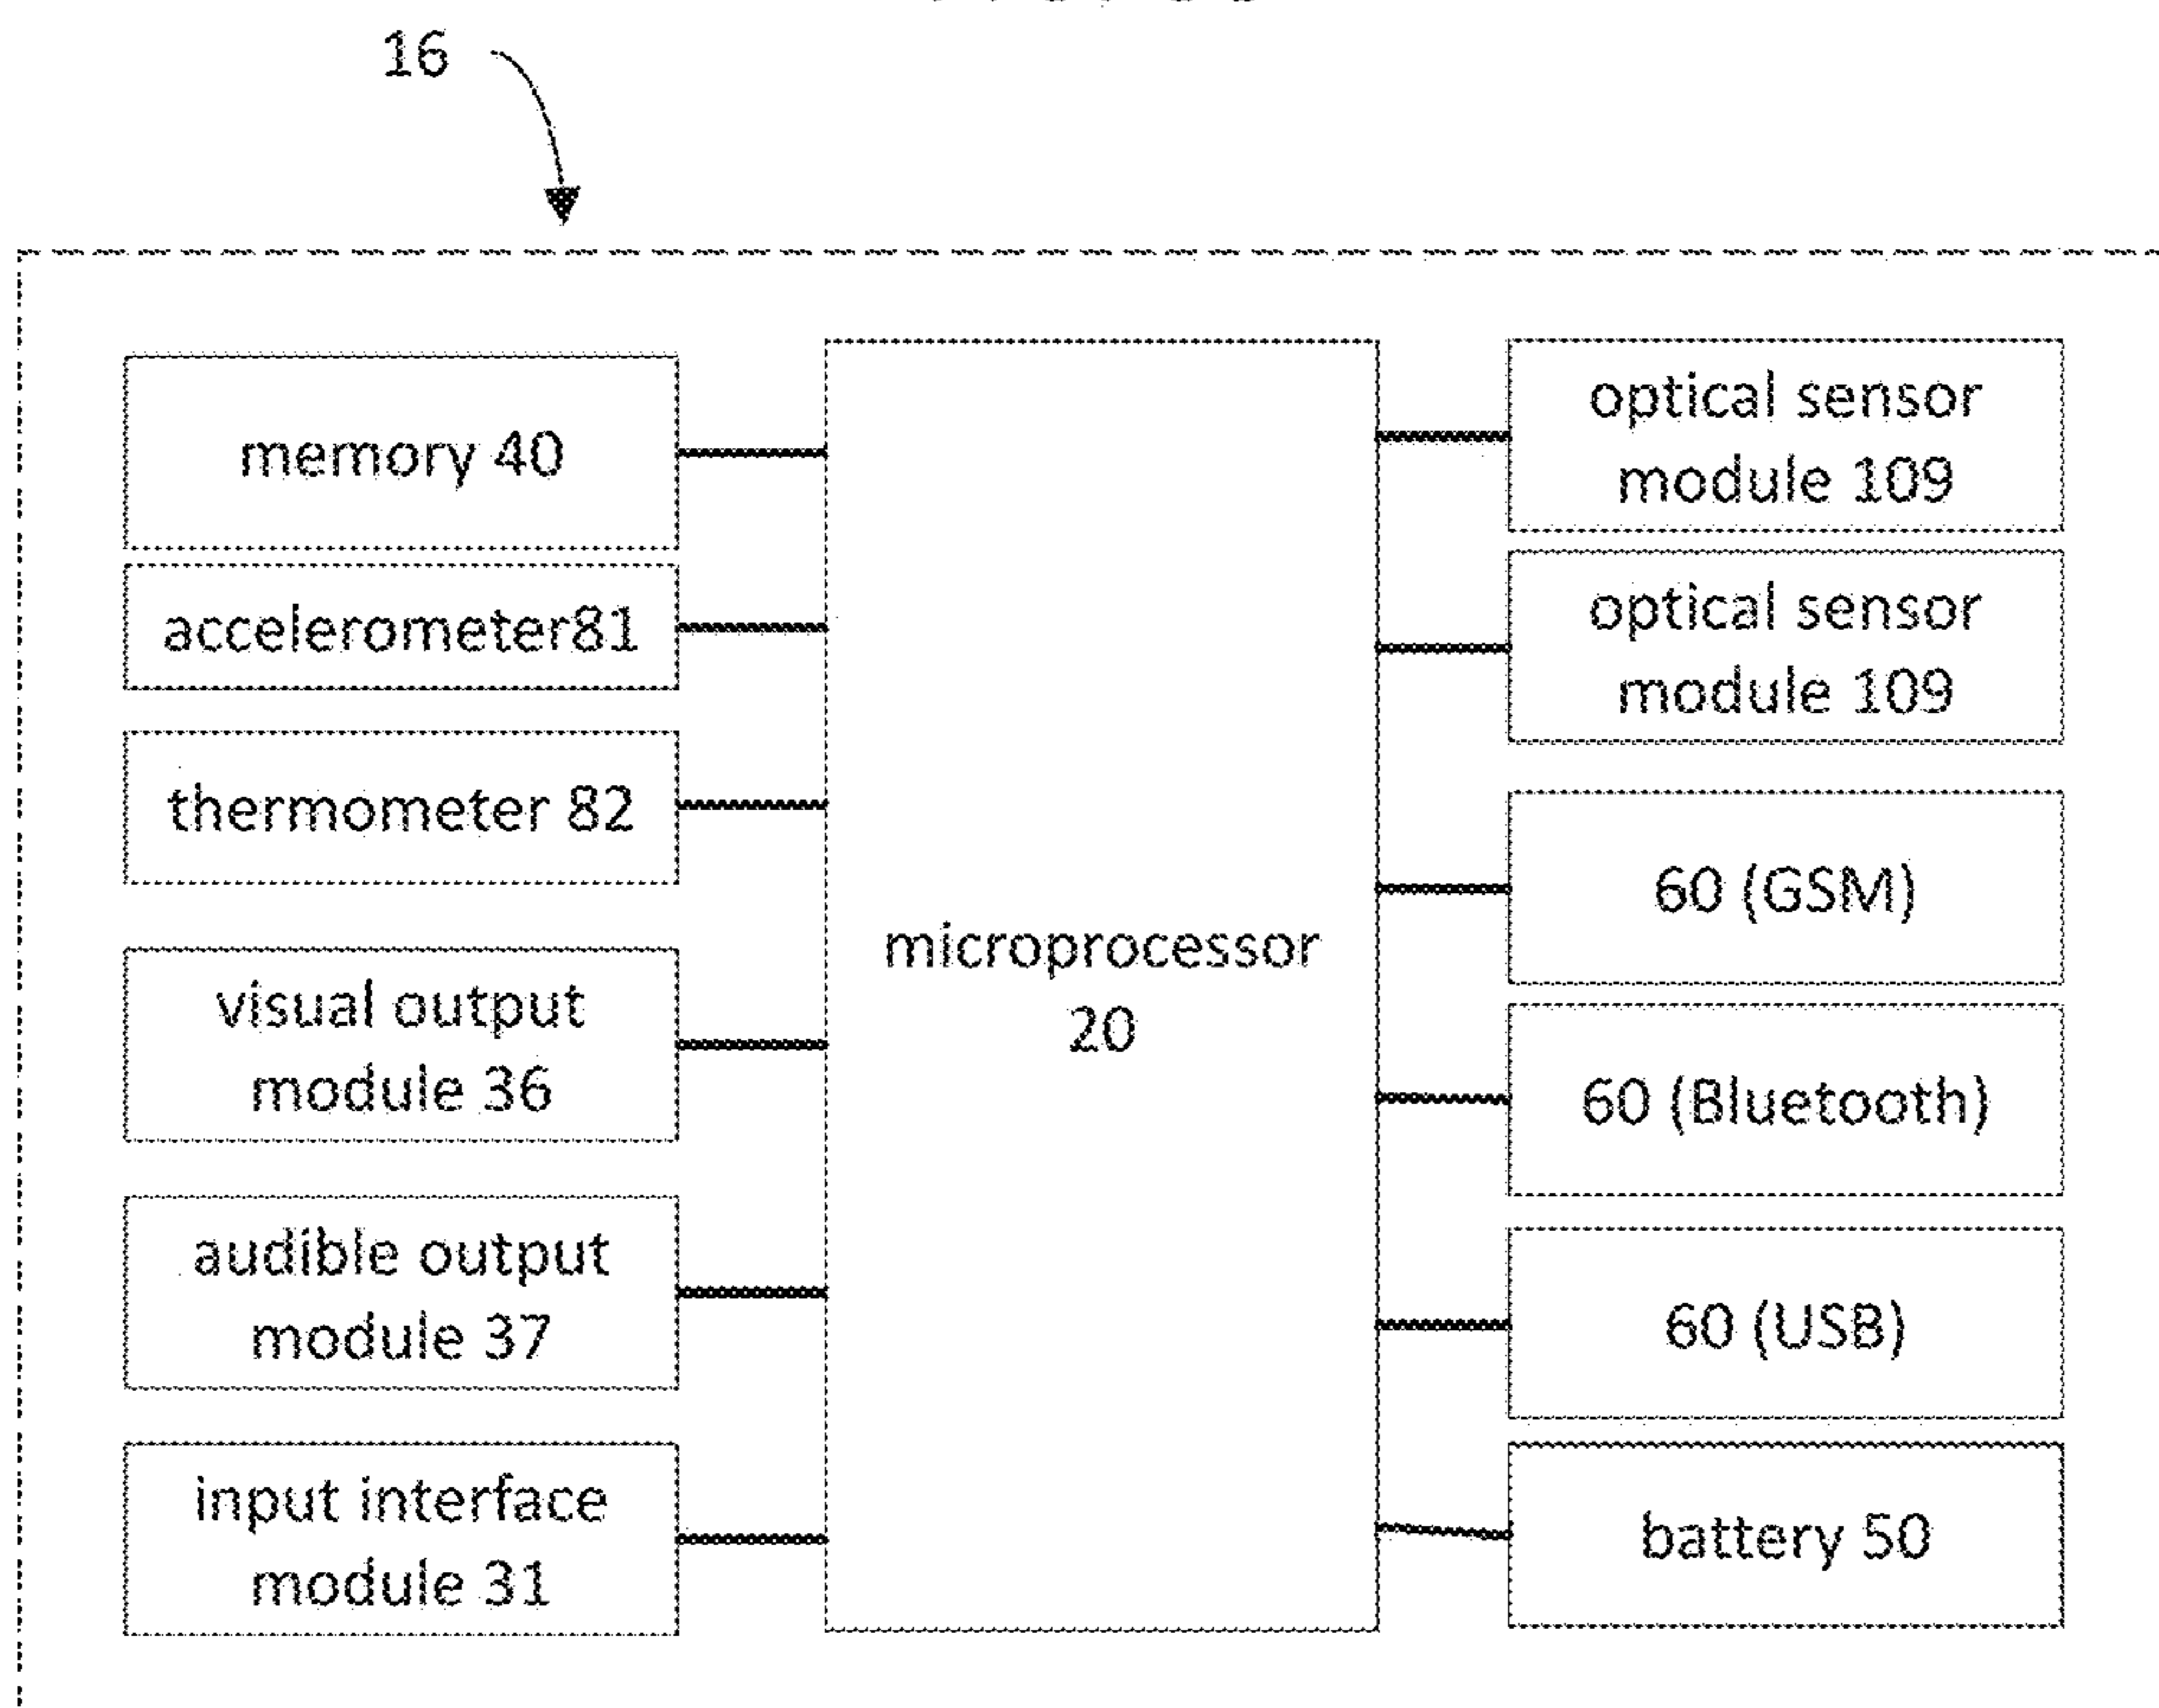 16
memory 40
accelerometer81
thermometer 82
visual output
module 36
audible output
module 37
input interface
module 31
microprocessor
20
optical sensor
module 109
optical sensor
module 109
60 (GSM)
60 (Bluetooth)
60 (USB)
battery 50